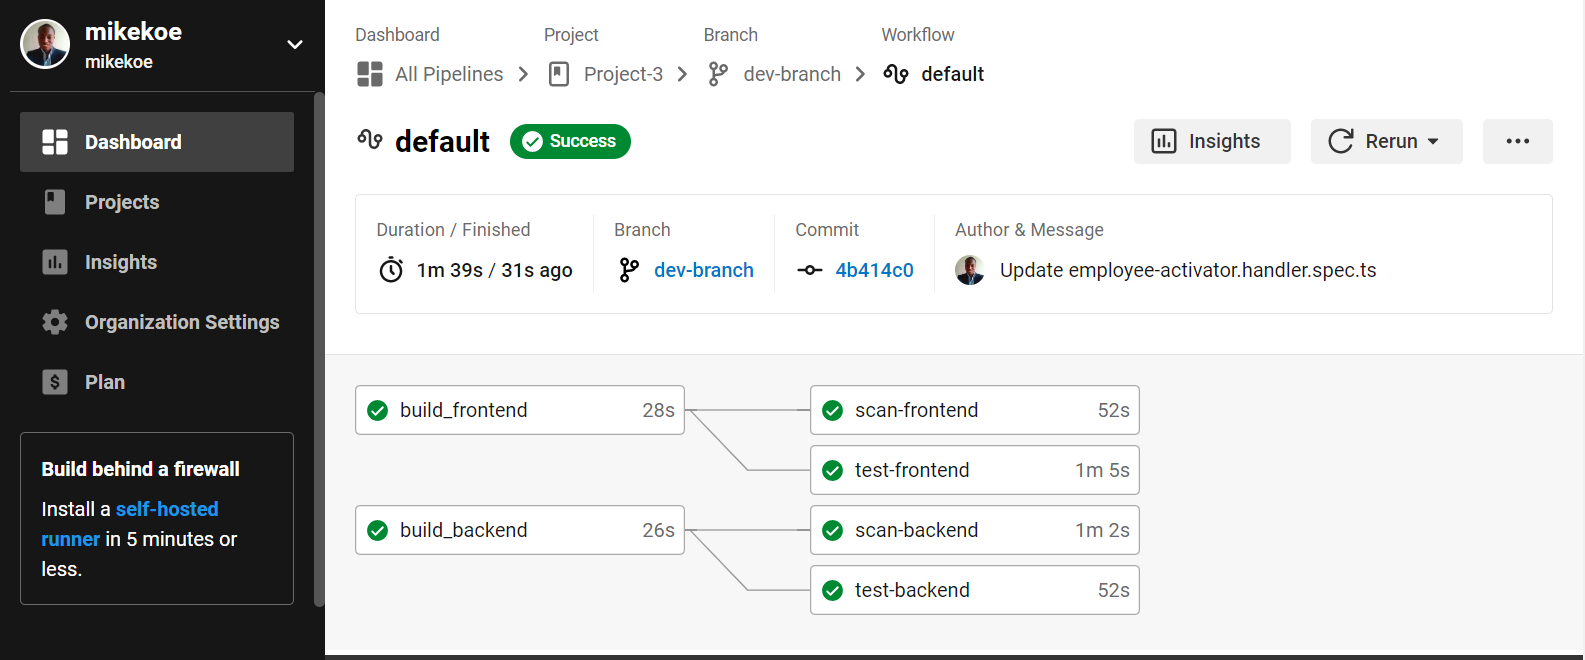 mikekoe
mikekoe
Dashboard
Projects
Insights
Organization Settings
Plan
Build behind a firewall
Install a self-hosted
runner in 5 minutes or
less.
Dashboard Project Branch Workflow
All Pipelines Project-3 dev-branch default
default Success Insights Rerun
Duration / Finished Branch Commit Author & Message
1m 39s / 31s ago dev-branch 4b414c0 Update employee-activator.handler.spec.ts
build_frontend 28s scan-frontend 52s
test-frontend 1m 5s
build_backend 26s scan-backend 1m 2s
test-backend 52s